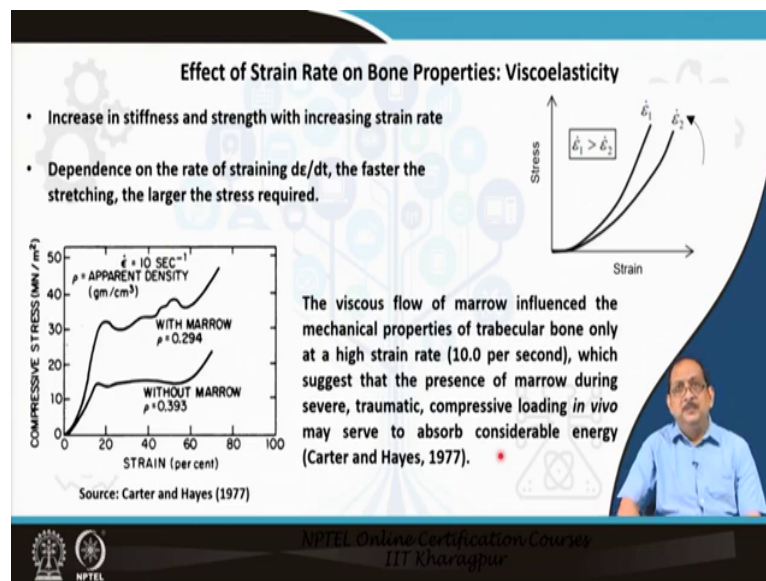 Effect of Strain Rate on Bone Properties: Viscoelasticity
• Increase in stiffness and strength with increasing strain rate
• Dependence on the rate of straining dε/dt, the faster the
stretching, the larger the stress required.
Stress
ε̇₁ > ε̇₂
ε̇₁
ε̇₂
Strain
COMPRESSIVE STRESS (MN / m²)
50
40
30
20
10
0
ε̇ = 10 SEC⁻¹
ρ = APPARENT DENSITY
(gm/cm³)
WITH MARROW
ρ = 0.294
WITHOUT MARROW
ρ = 0.393
0 20 40 60 80 100
STRAIN (per cent)
Source: Carter and Hayes (1977)
The viscous flow of marrow influenced the
mechanical properties of trabecular bone only
at a high strain rate (10.0 per second), which
suggest that the presence of marrow during
severe, traumatic, compressive loading in vivo
may serve to absorb considerable energy
(Carter and Hayes, 1977).
NPTEL
NPTEL Online Certification Courses
IIT Kharagpur